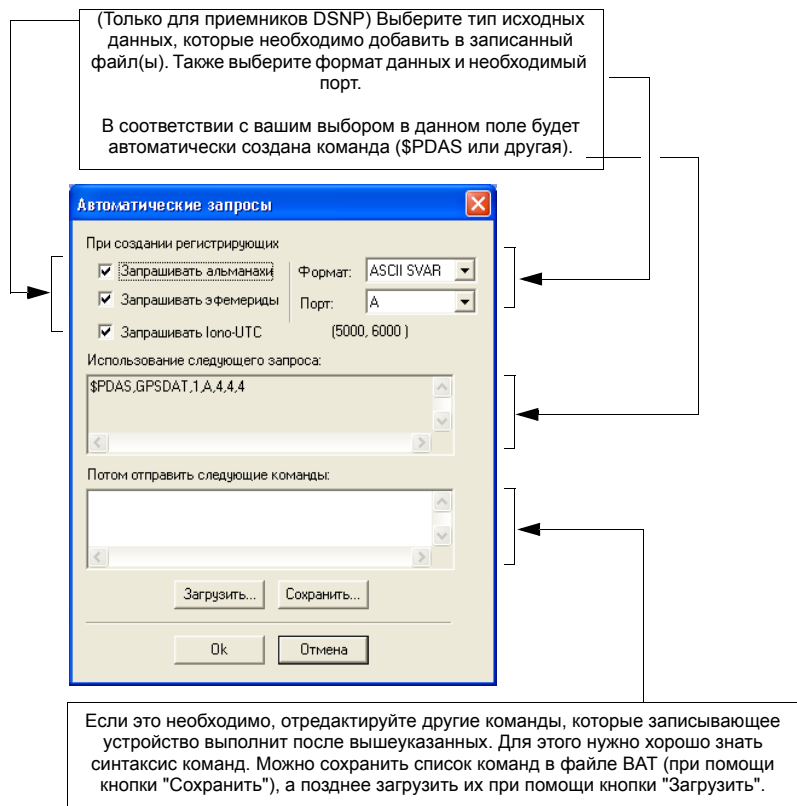 (Только для приемников DSNP) Выберите тип исходных
данных, которые необходимо добавить в записанный
файл(ы). Также выберите формат данных и необходимый
порт.
В соответствии с вашим выбором в данном поле будет
автоматически создана команда ($PDAS или другая).
Автоматические запросы
При создании регистрирующих
Запрашивать альманахи
Формат: ASCII SVAR
Запрашивать эфемериды
Порт: A
Запрашивать Iono-UTC
(5000, 6000 )
Использование следующего запроса:
$PDAS,GPSDAT,1,A,4,4,4
Потом отправить следующие команды:
Загрузить... Сохранить...
Ok Отмена
Если это необходимо, отредактируйте другие команды, которые записывающее
устройство выполнит после вышеуказанных. Для этого нужно хорошо знать
синтаксис команд. Можно сохранить список команд в файле BAT (при помощи
кнопки "Сохранить"), а позднее загрузить их при помощи кнопки "Загрузить".